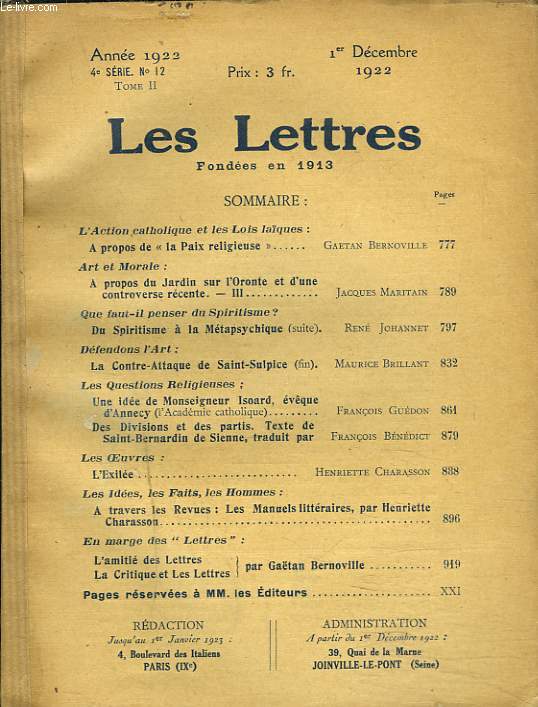 Le-livre.com
Année 1922
1er Décembre
4e SÉRIE. No 12
Prix : 3 fr.
1922
TOME II
Les Lettres
Fondées en 1913
SOMMAIRE :
Pages
L'Action catholique et les Lois laïques :
A propos de « la Paix religieuse » ...... GAETAN BERNOVILLE 777
Art et Morale :
A propos du Jardin sur l'Oronte et d'une
controverse récente. — III ............. JACQUES MARITAIN 789
Que faut-il penser du Spiritisme ?
Du Spiritisme à la Métapsychique (suite). RENÉ JOHANNET 797
Défendons l'Art :
La Contre-Attaque de Saint-Sulpice (fin). MAURICE BRILLANT 832
Les Questions Religieuses :
Une idée de Monseigneur Isoard, évêque
d'Annecy (l'Académie catholique) ......... FRANÇOIS GUÉDON 861
Des Divisions et des partis. Texte de
Saint-Bernardin de Sienne, traduit par FRANÇOIS BÉNÉDICT 879
Les Œuvres :
L'Exilée ............................. HENRIETTE CHARASSON 888
Les Idées, les Faits, les Hommes :
A travers les Revues : Les Manuels littéraires, par Henriette
Charasson ................................................ 896
En marge des " Lettres " :
L'amitié des Lettres
La Critique et Les Lettres
par Gaëtan Bernoville ........... 919
Pages réservées à MM. les Éditeurs ..................... XXI
RÉDACTION
Jusqu'au 1er Janvier 1923 :
4, Boulevard des Italiens
PARIS (IXe)
ADMINISTRATION
A partir du 1er Décembre 1922 :
39, Quai de la Marne
JOINVILLE-LE-PONT (Seine)